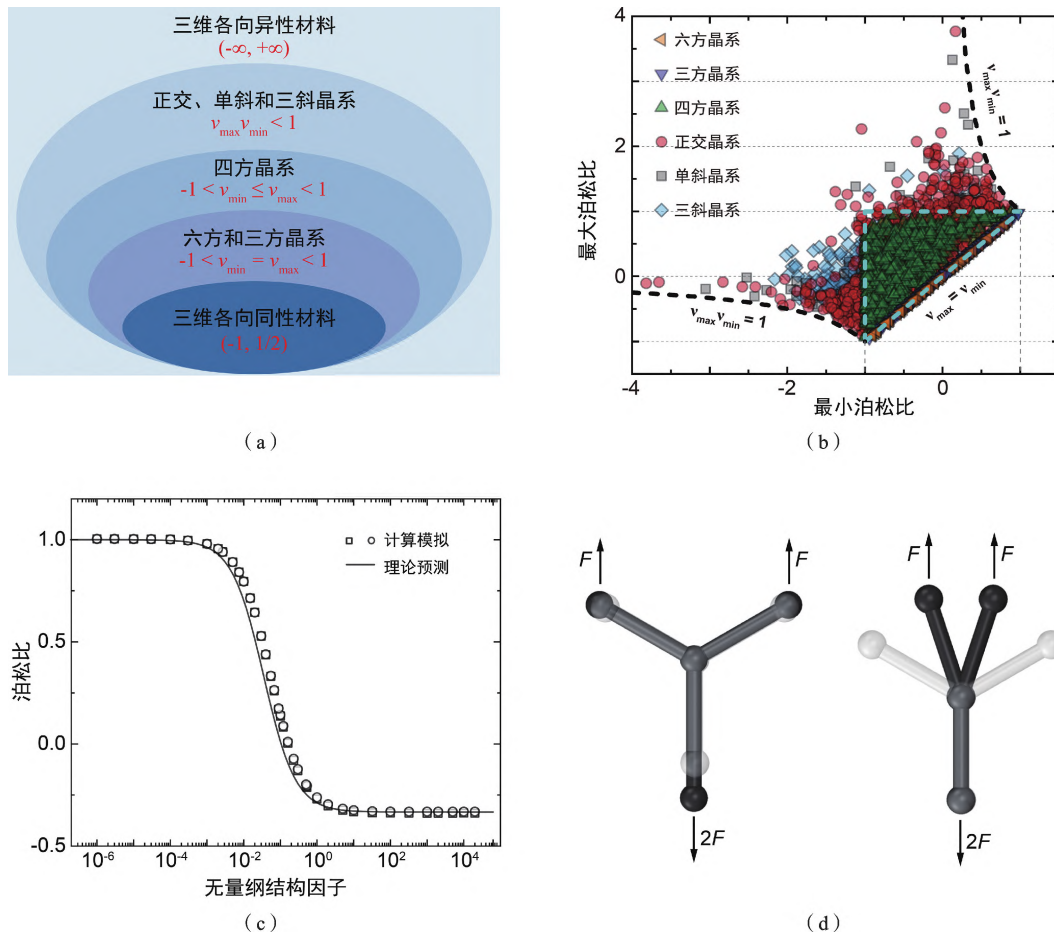 a
三维各向异性材料
(-∞, +∞)
正交、单斜和三斜晶系
νmaxνmin < 1
四方晶系
-1 < νmin ≤ νmax < 1
六方和三方晶系
-1 < νmin = νmax < 1
三维各向同性材料
(-1, 1/2)
(a)
b
最大泊松比
4
2
0
六方晶系
三方晶系
四方晶系
正交晶系
单斜晶系
三斜晶系
νmaxνmin = 1
νmaxνmin = 1
νmax = νmin
-4
-2
0
最小泊松比
(b)
c
泊松比
1.0
0.5
0.0
-0.5
计算模拟
理论预测
10⁻⁶
10⁻⁴
10⁻²
10⁰
10²
10⁴
无量纲结构因子
(c)
d
F
F
2F
F
F
2F
(d)